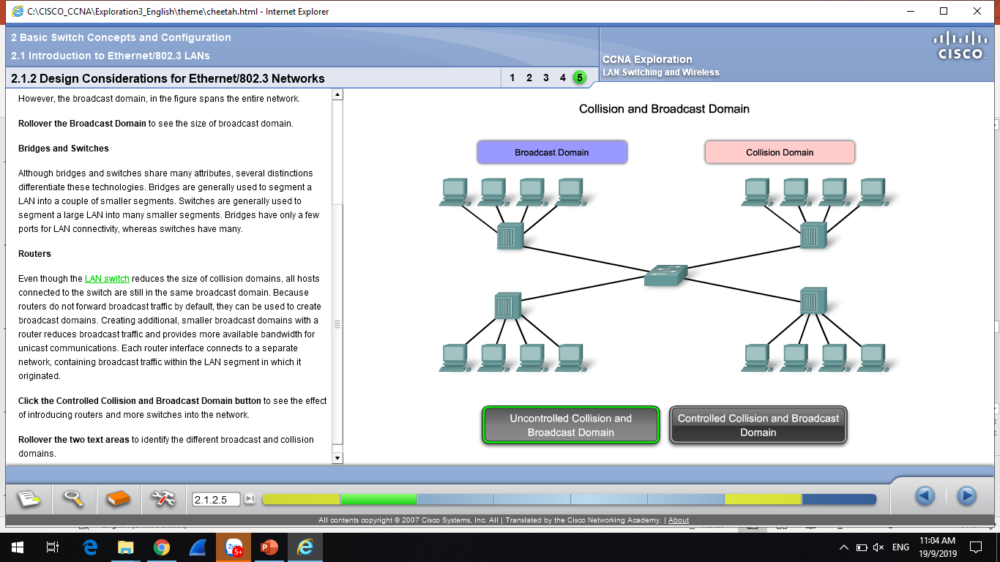 C:\CISCO_CCNA\Exploration3_English\theme\cheetah.html - Internet Explorer
2 Basic Switch Concepts and Configuration
2.1 Introduction to Ethernet/802.3 LANs
CCNA Exploration
LAN Switching and Wireless
CISCO
2.1.2 Design Considerations for Ethernet/802.3 Networks
1 2 3 4 5
However, the broadcast domain, in the figure spans the entire network.
Rollover the Broadcast Domain to see the size of broadcast domain.
Bridges and Switches
Although bridges and switches share many attributes, several distinctions
differentiate these technologies. Bridges are generally used to segment a
LAN into a couple of smaller segments. Switches are generally used to
segment a large LAN into many smaller segments. Bridges have only a few
ports for LAN connectivity, whereas switches have many.
Routers
Even though the LAN switch reduces the size of collision domains, all hosts
connected to the switch are still in the same broadcast domain. Because
routers do not forward broadcast traffic by default, they can be used to create
broadcast domains. Creating additional, smaller broadcast domains with a
router reduces broadcast traffic and provides more available bandwidth for
unicast communications. Each router interface connects to a separate
network, containing broadcast traffic within the LAN segment in which it
originated.
Click the Controlled Collision and Broadcast Domain button to see the effect
of introducing routers and more switches into the network.
Rollover the two text areas to identify the different broadcast and collision
domains.
Collision and Broadcast Domain
Broadcast Domain
Collision Domain
Uncontrolled Collision and
Broadcast Domain
Controlled Collision and Broadcast
Domain
2.1.2.5
All contents copyright © 2007 Cisco Systems, Inc. All | Translated by the Cisco Networking Academy. | About
5+
ENG
11:04 AM
19/9/2019